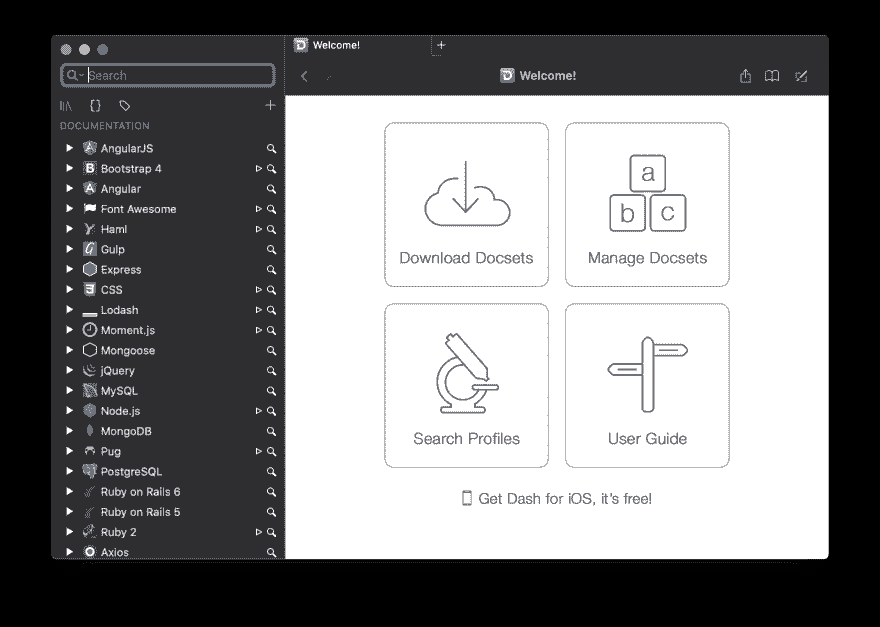 Welcome!
Search
Welcome!
DOCUMENTATION
AngularJS
Bootstrap 4
Angular
Font Awesome
Haml
Gulp
Express
CSS
Lodash
Moment.js
Mongoose
jQuery
MySQL
Node.js
MongoDB
Pug
PostgreSQL
Ruby on Rails 6
Ruby on Rails 5
Ruby 2
Axios
a
b c
Download Docsets
Manage Docsets
Search Profiles
User Guide
Get Dash for iOS, it's free!